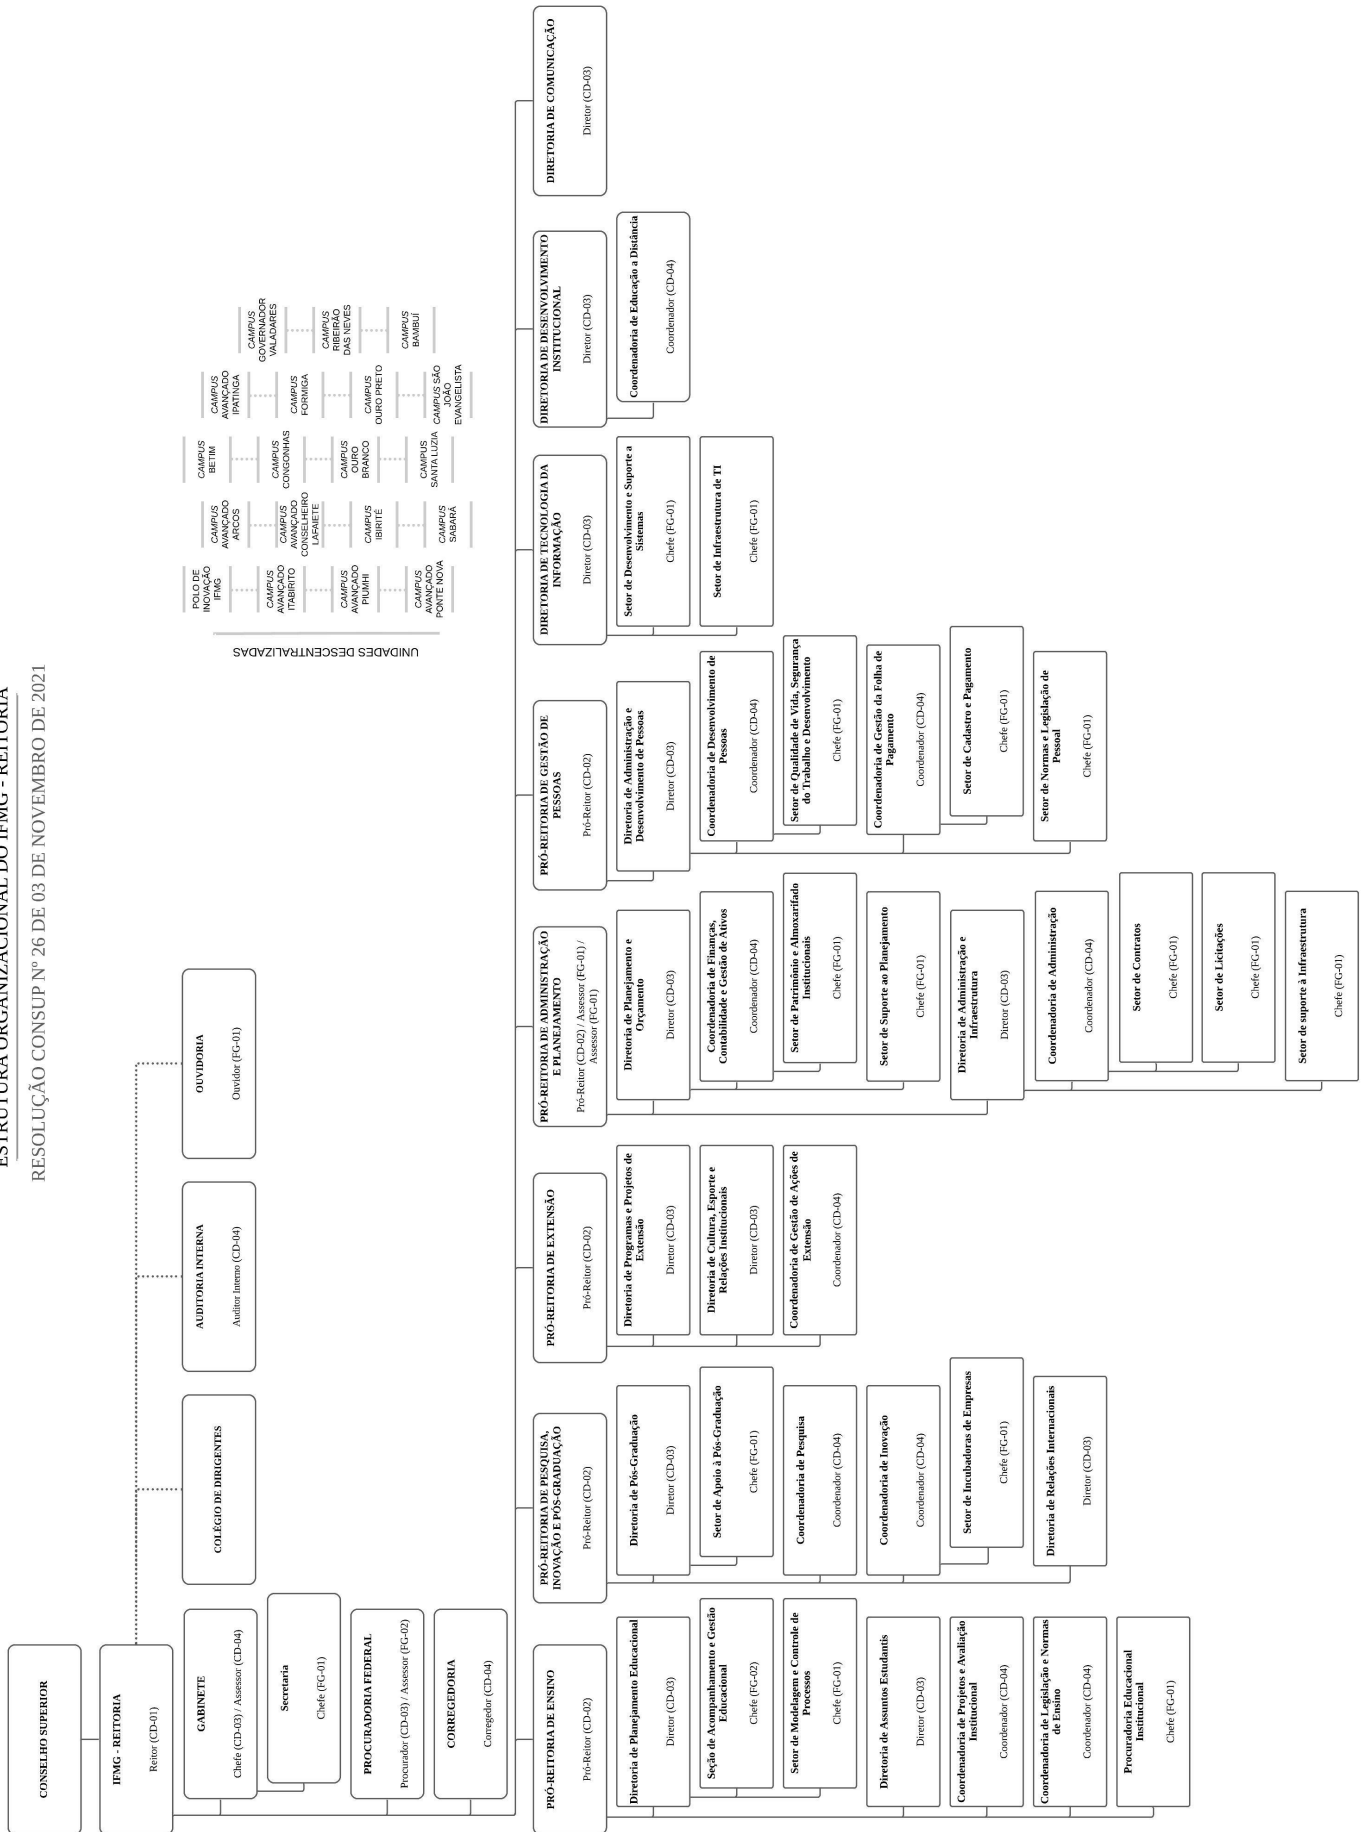 ESTRUTURA ORGANIZACIONAL DO IFMG - REITORIA
RESOLUÇÃO CONSUP Nº 26 DE 03 DE NOVEMBRO DE 2021
CONSELHO SUPERIOR
IFMG - REITORIA
Reitor (CD-01)
GABINETE
Chefe (CD-03) / Assessor (CD-04)
Secretaria
Chefe (FG-01)
PROCURADORIA FEDERAL
Procurador (CD-03) / Assessor (FG-02)
CORREGEDORIA
Corregedor (CD-04)
COLÉGIO DE DIRIGENTES
AUDITORIA INTERNA
Auditor Interno (CD-04)
OUVIDORIA
Ouvidor (FG-01)
UNIDADES DESCENTRALIZADAS
POLO DE
INOVAÇÃO
IFMG
CAMPUS
AVANÇADO
ARCOS
CAMPUS
BETIM
CAMPUS
AVANÇADO
IPATINGA
CAMPUS
GOVERNADOR
VALADARES
CAMPUS
AVANÇADO
ITABIRITO
CAMPUS
AVANÇADO
CONSELHEIRO
LAFAIETE
CAMPUS
CONGONHAS
CAMPUS
FORMIGA
CAMPUS
RIBEIRÃO
DAS NEVES
CAMPUS
AVANÇADO
PIUMHI
CAMPUS
IBIRITÉ
CAMPUS
OURO
BRANCO
CAMPUS
OURO PRETO
CAMPUS
BAMBUÍ
CAMPUS
AVANÇADO
PONTE NOVA
CAMPUS
SABARÁ
CAMPUS
SANTA LUZIA
CAMPUS SÃO
JOÃO
EVANGELISTA
PRÓ-REITORIA DE ENSINO
Pró-Reitor (CD-02)
Diretoria de Planejamento Educacional
Diretor (CD-03)
Seção de Acompanhamento e Gestão
Educacional
Chefe (FG-02)
Setor de Modelagem e Controle de
Processos
Chefe (FG-01)
Diretoria de Assuntos Estudantis
Diretor (CD-03)
Coordenadoria de Projetos e Avaliação
Institucional
Coordenador (CD-04)
Coordenadoria de Legislação e Normas
de Ensino
Coordenador (CD-04)
Procuradoria Educacional
Institucional
Chefe (FG-01)
PRÓ-REITORIA DE PESQUISA,
INOVAÇÃO E PÓS-GRADUAÇÃO
Pró-Reitor (CD-02)
Diretoria de Pós-Graduação
Diretor (CD-03)
Setor de Apoio à Pós-Graduação
Chefe (FG-01)
Coordenadoria de Pesquisa
Coordenador (CD-04)
Coordenadoria de Inovação
Coordenador (CD-04)
Setor de Incubadoras de Empresas
Chefe (FG-01)
Diretoria de Relações Internacionais
Diretor (CD-03)
PRÓ-REITORIA DE EXTENSÃO
Pró-Reitor (CD-02)
Diretoria de Programas e Projetos de
Extensão
Diretor (CD-03)
Diretoria de Cultura, Esporte e
Relações Institucionais
Diretor (CD-03)
Coordenadoria de Gestão de Ações de
Extensão
Coordenador (CD-04)
PRÓ-REITORIA DE ADMINISTRAÇÃO
E PLANEJAMENTO
Pró-Reitor (CD-02) / Assessor (FG-01) /
Assessor (FG-01)
Diretoria de Planejamento e
Orçamento
Diretor (CD-03)
Coordenadoria de Finanças,
Contabilidade e Gestão de Ativos
Coordenador (CD-04)
Setor de Patrimônio e Almoxarifado
Institucionais
Chefe (FG-01)
Setor de Suporte ao Planejamento
Chefe (FG-01)
Diretoria de Administração e
Infraestrutura
Diretor (CD-03)
Coordenadoria de Administração
Coordenador (CD-04)
Setor de Contratos
Chefe (FG-01)
Setor de Licitações
Chefe (FG-01)
Setor de suporte à Infraestrutura
Chefe (FG-01)
PRÓ-REITORIA DE GESTÃO DE
PESSOAS
Pró-Reitor (CD-02)
Diretoria de Administração e
Desenvolvimento de Pessoas
Diretor (CD-03)
Coordenadoria de Desenvolvimento de
Pessoas
Coordenador (CD-04)
Setor de Qualidade de Vida, Segurança
do Trabalho e Desenvolvimento
Chefe (FG-01)
Coordenadoria de Gestão da Folha de
Pagamento
Coordenador (CD-04)
Setor de Cadastro e Pagamento
Chefe (FG-01)
Setor de Normas e Legislação de
Pessoal
Chefe (FG-01)
DIRETORIA DE TECNOLOGIA DA
INFORMAÇÃO
Diretor (CD-03)
Setor de Desenvolvimento e Suporte a
Sistemas
Chefe (FG-01)
Setor de Infraestrutura de TI
Chefe (FG-01)
DIRETORIA DE DESENVOLVIMENTO
INSTITUCIONAL
Diretor (CD-03)
Coordenadoria de Educação a Distância
Coordenador (CD-04)
DIRETORIA DE COMUNICAÇÃO
Diretor (CD-03)